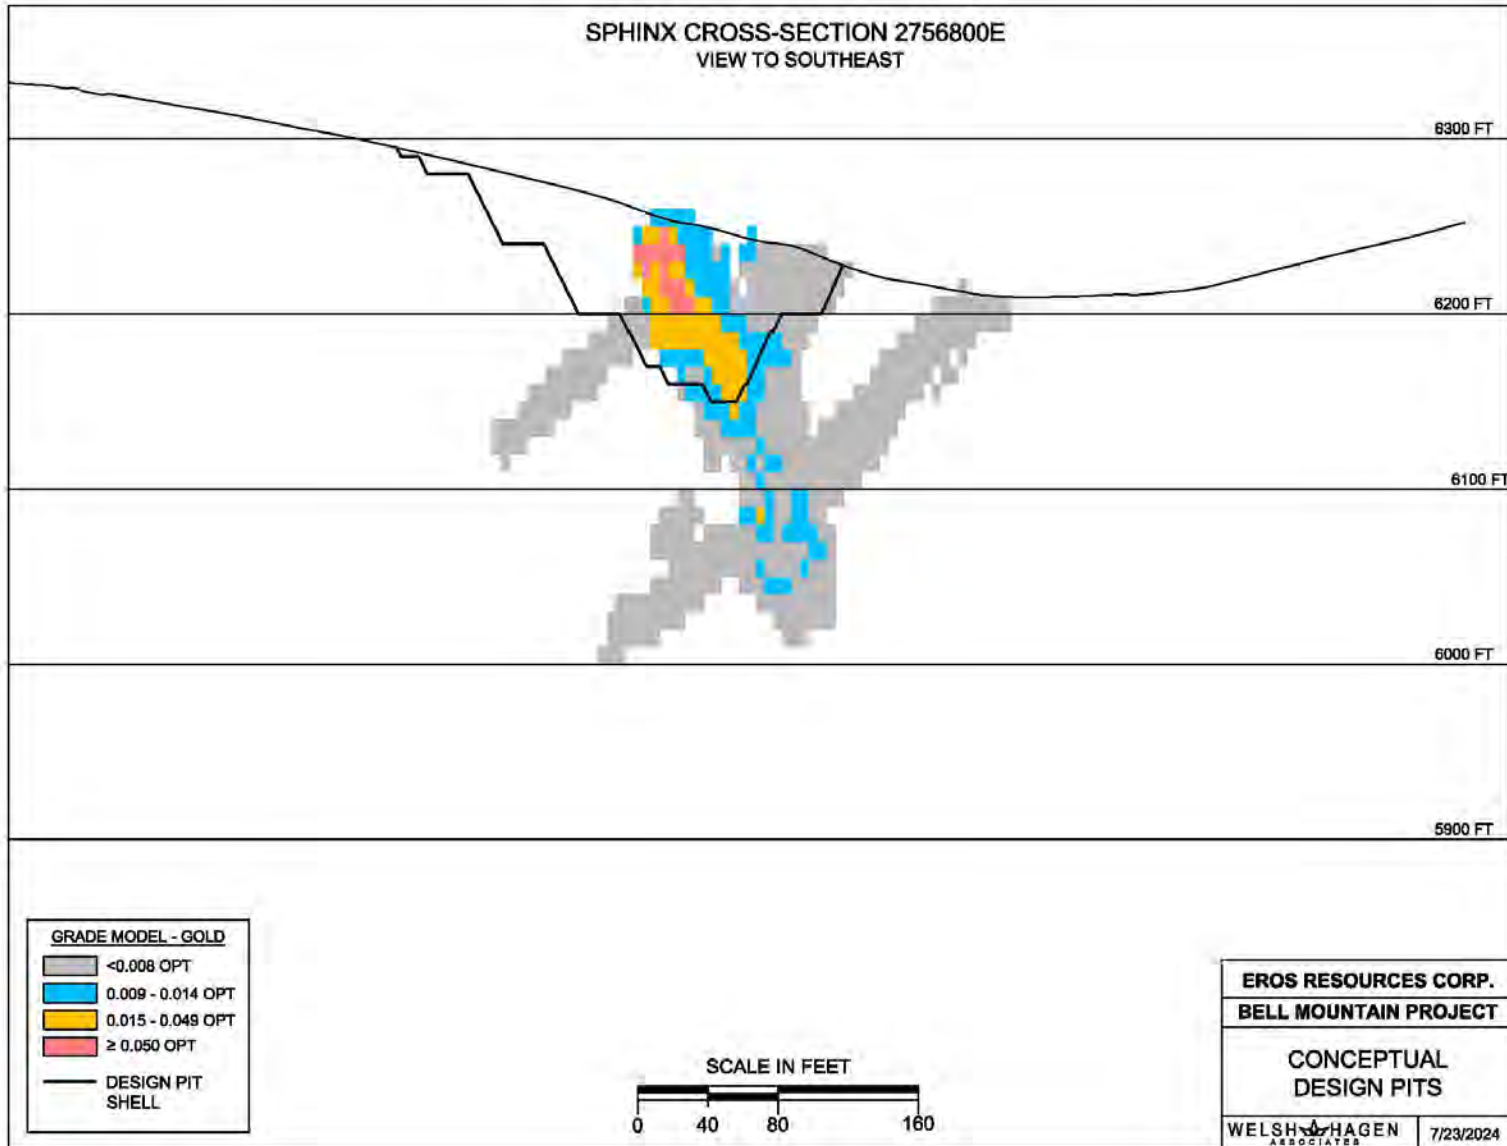 SPHINX CROSS-SECTION 2756800E
VIEW TO SOUTHEAST
6300 FT
6200 FT
6100 FT
6000 FT
5900 FT
GRADE MODEL - GOLD
<0.008 OPT
0.009 - 0.014 OPT
0.015 - 0.049 OPT
≥ 0.050 OPT
DESIGN PIT
SHELL
SCALE IN FEET
0 40 80 160
EROS RESOURCES CORP.
BELL MOUNTAIN PROJECT
CONCEPTUAL
DESIGN PITS
WELSH HAGEN
ASSOCIATES
7/23/2024